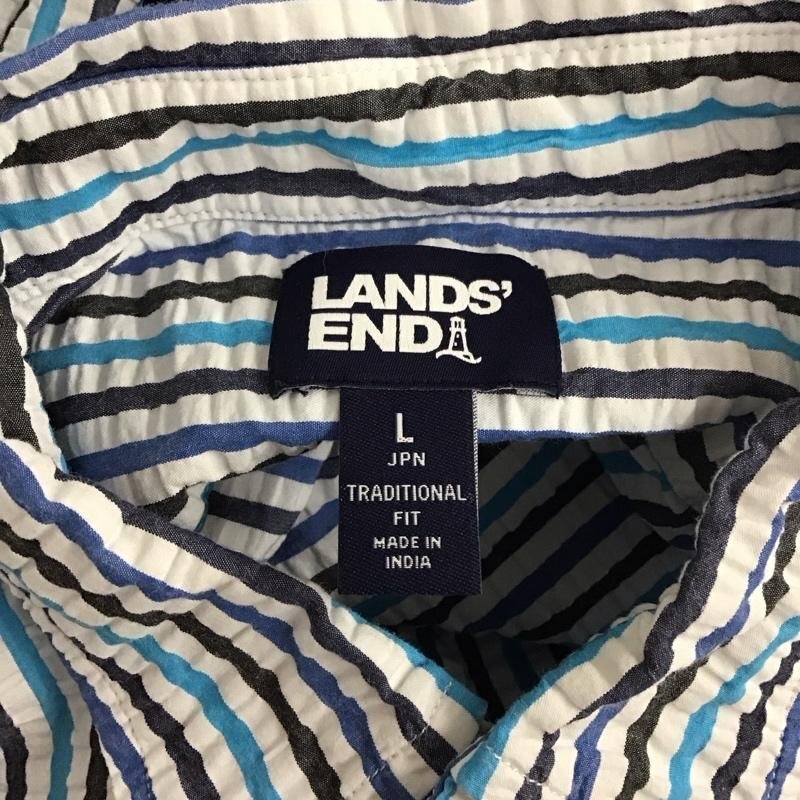 LANDS'
END
L
JPN
TRADITIONAL
FIT
MADE IN
INDIA